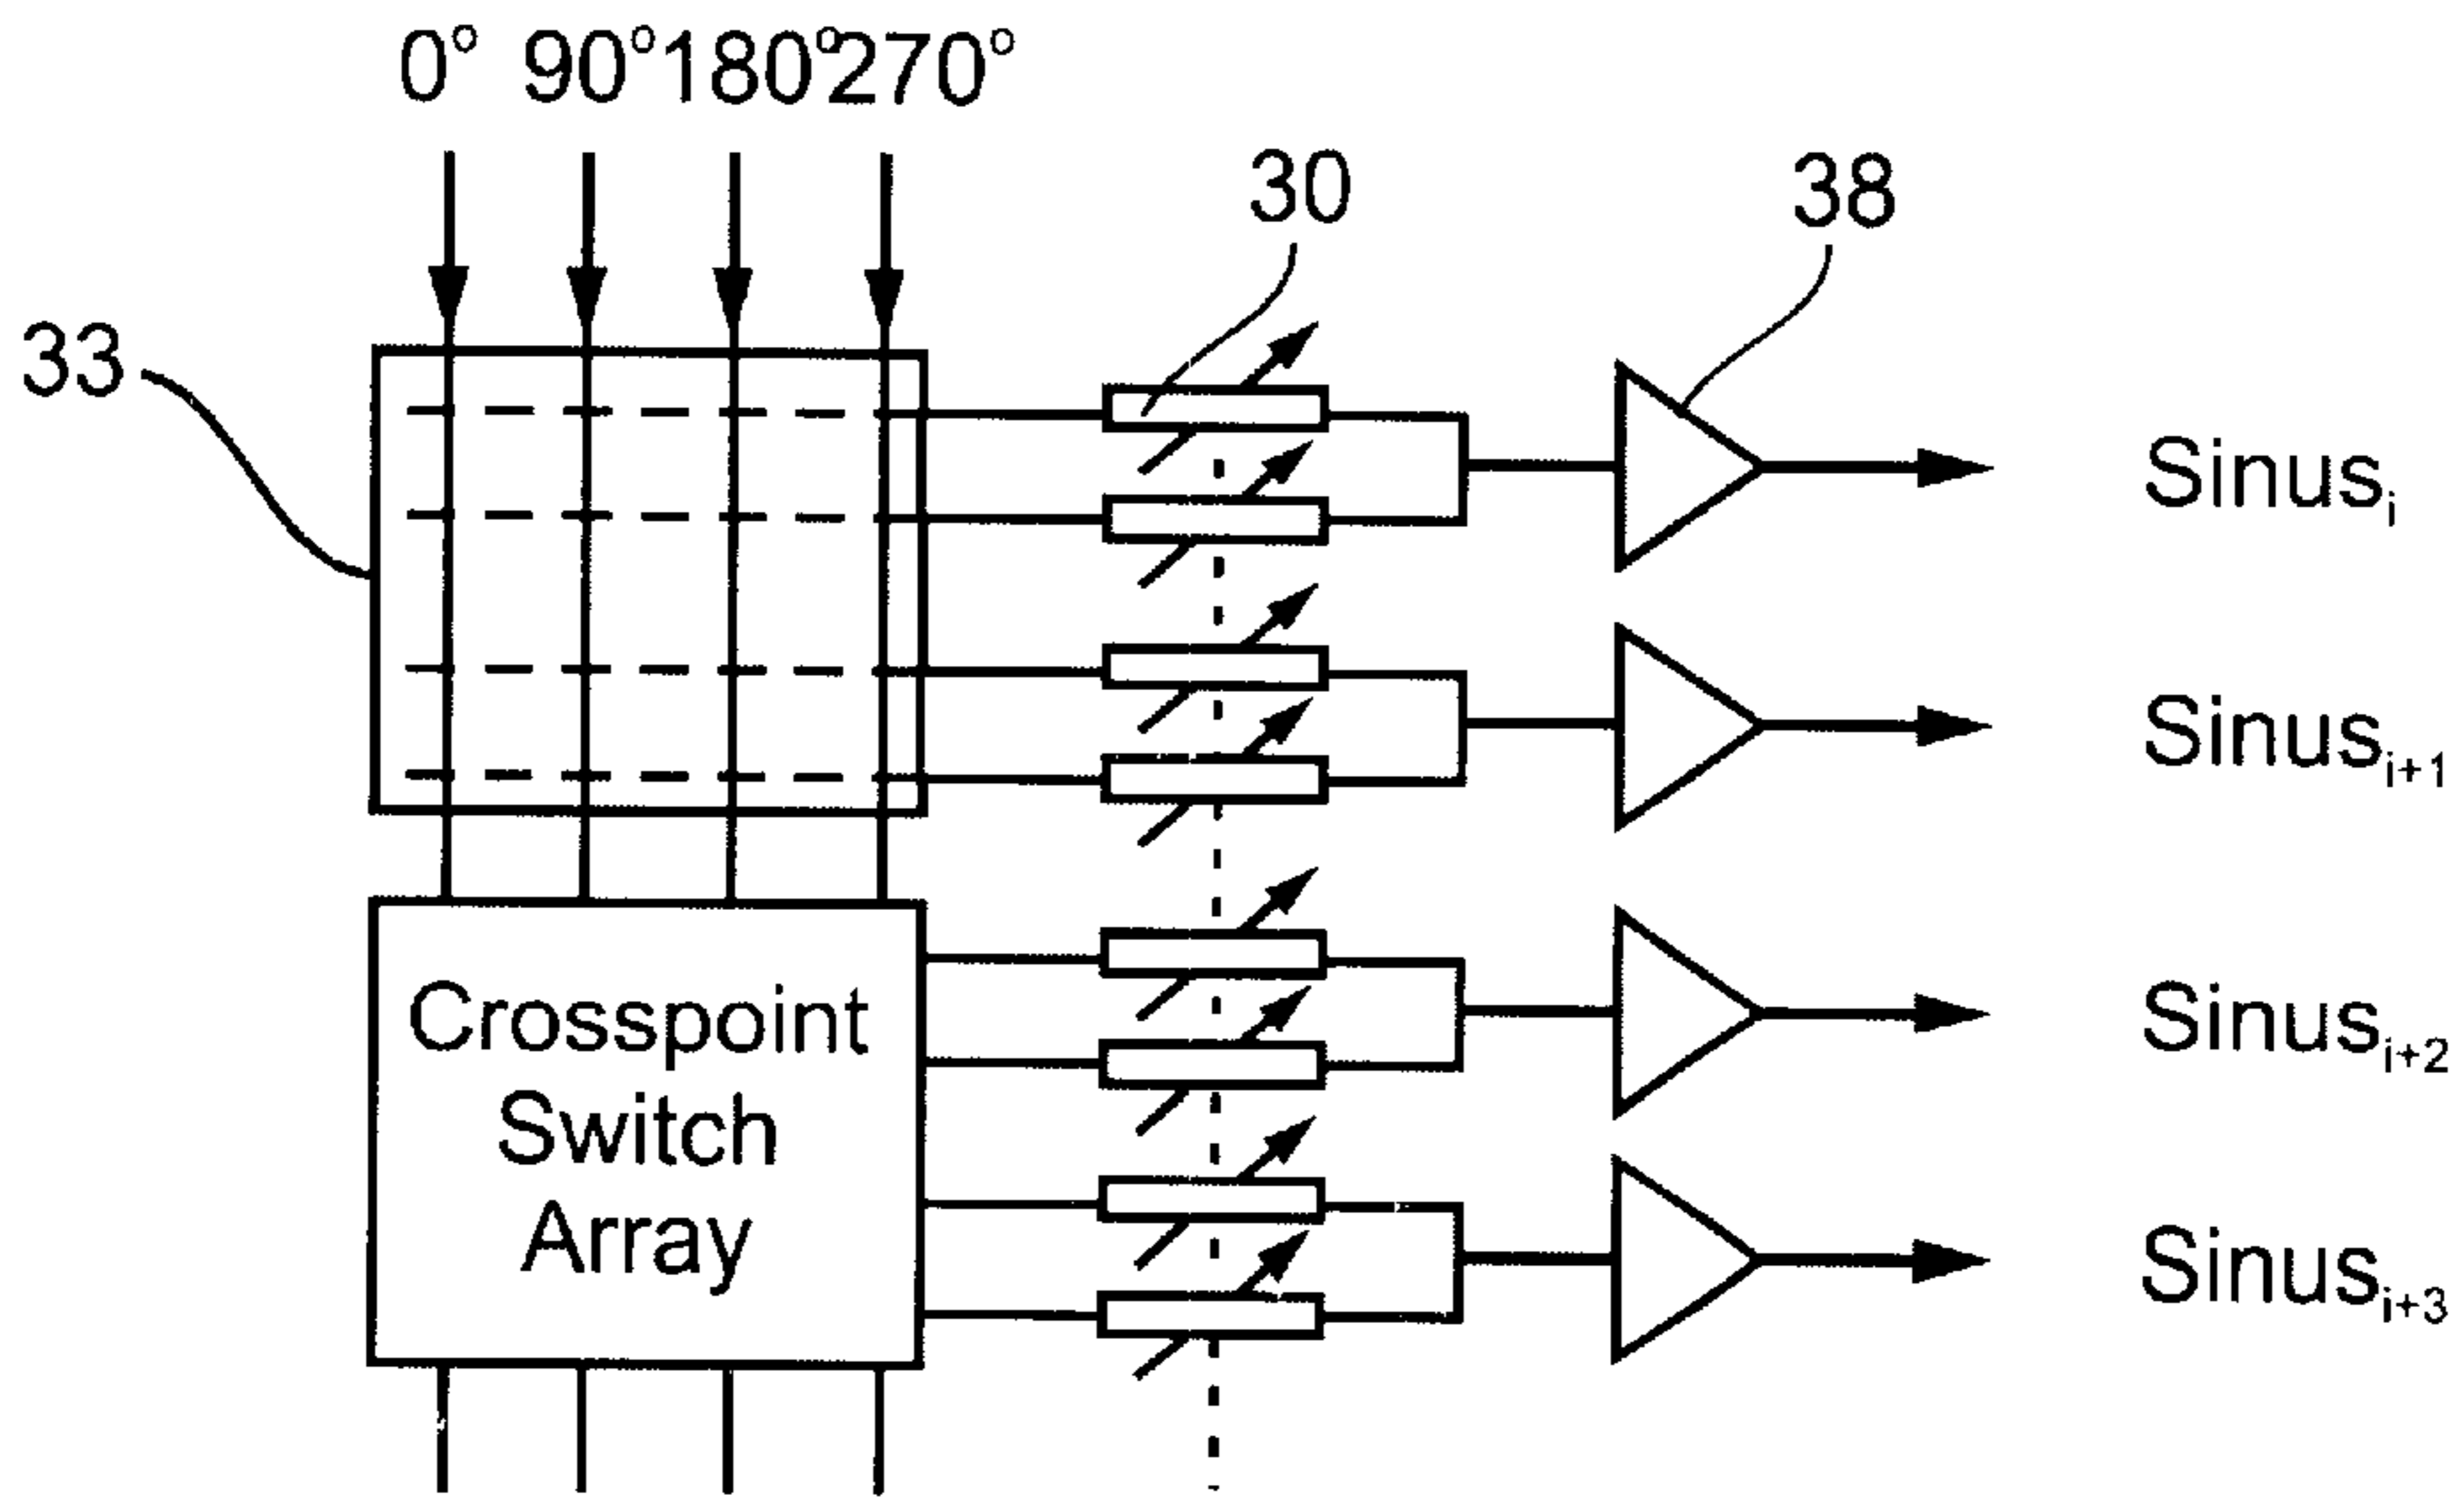 0° 90° 180° 270°
30
38
33
Sinusᵢ
Sinusᵢ₊₁
Crosspoint
Switch
Array
Sinusᵢ₊₂
Sinusᵢ₊₃